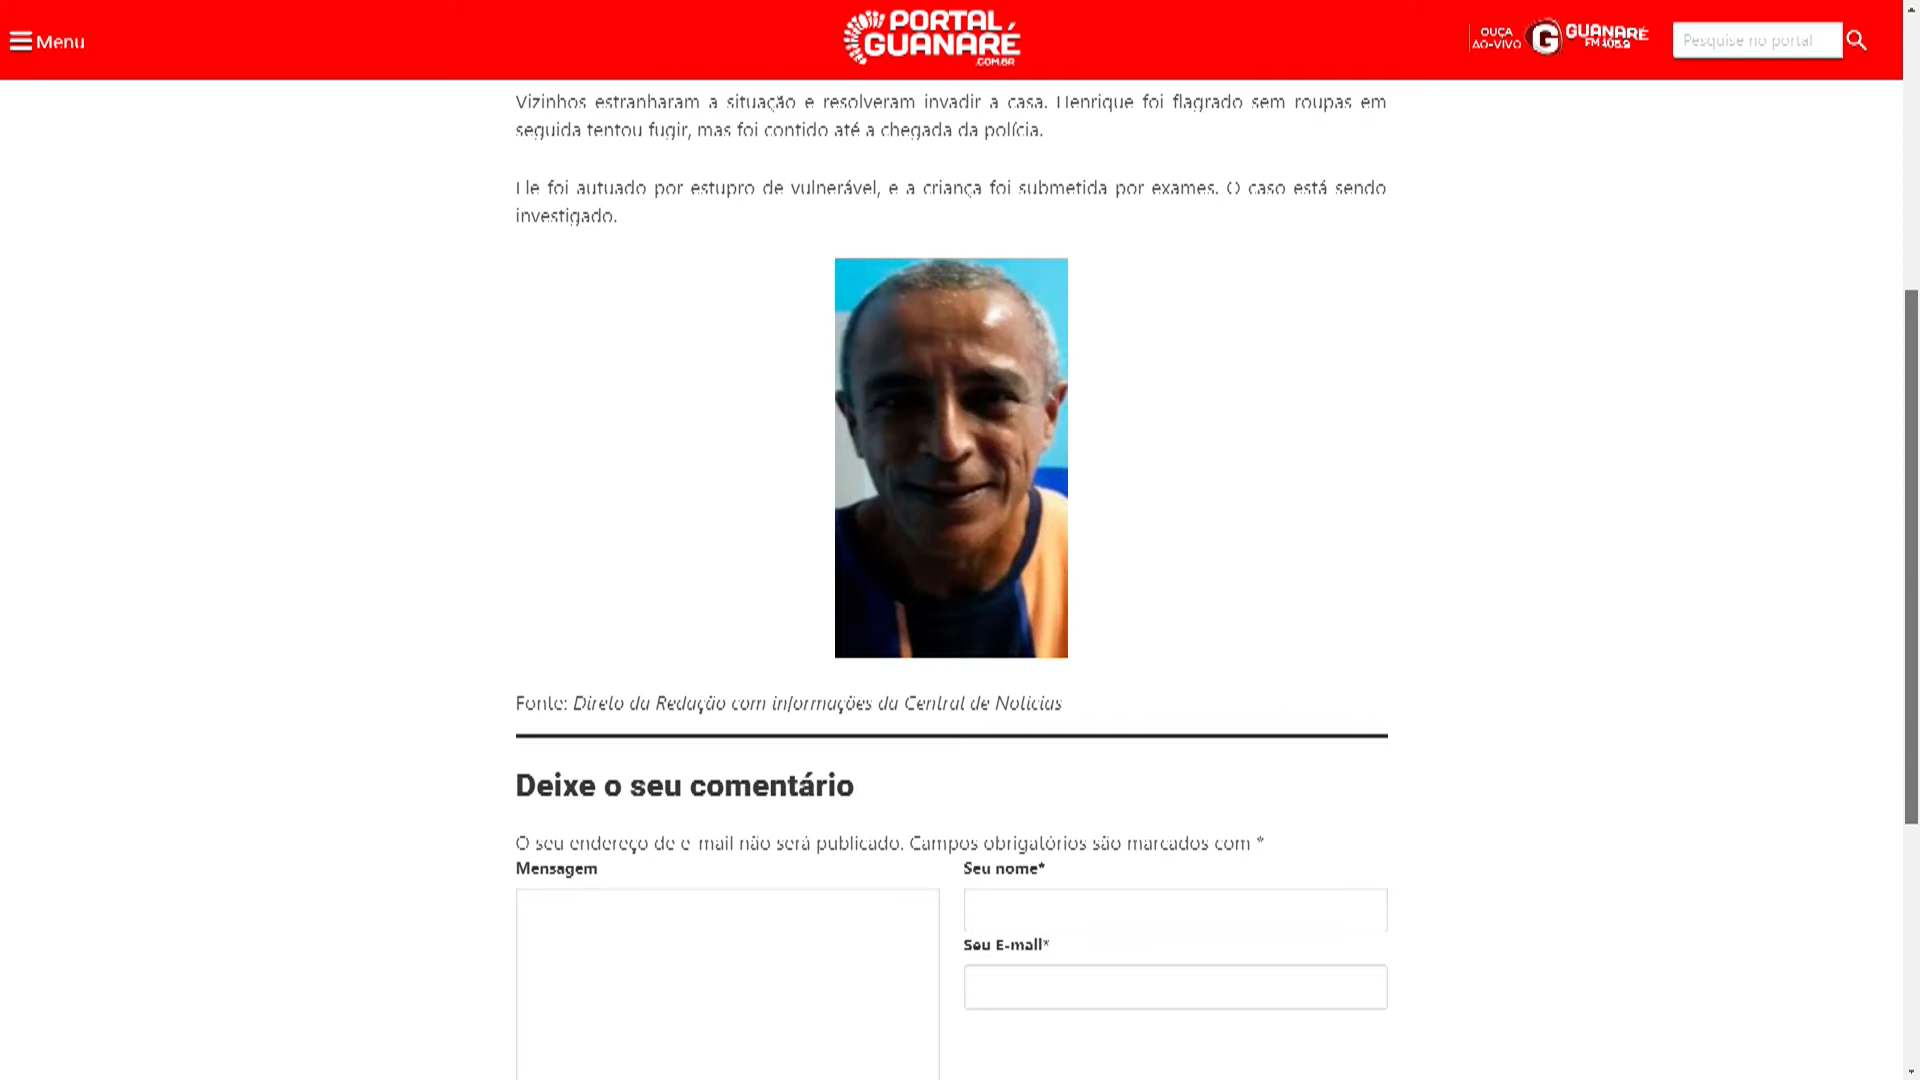 Menu
PORTAL
GUANARÉ
.COM.BR
OUÇA
AO-VIVO
G
GUANARÉ
FM 105.9
Pesquise no portal
Vizinhos estranharam a situação e resolveram invadir a casa. Henrique foi flagrado sem roupas em
seguida tentou fugir, mas foi contido até a chegada da polícia.
Ele foi autuado por estupro de vulnerável, e a criança foi submetida por exames. O caso está sendo
investigado.
Fonte: Direto da Redação com informações da Central de Notícias
Deixe o seu comentário
O seu endereço de e-mail não será publicado. Campos obrigatórios são marcados com *
Mensagem
Seu nome*
Seu E-mail*